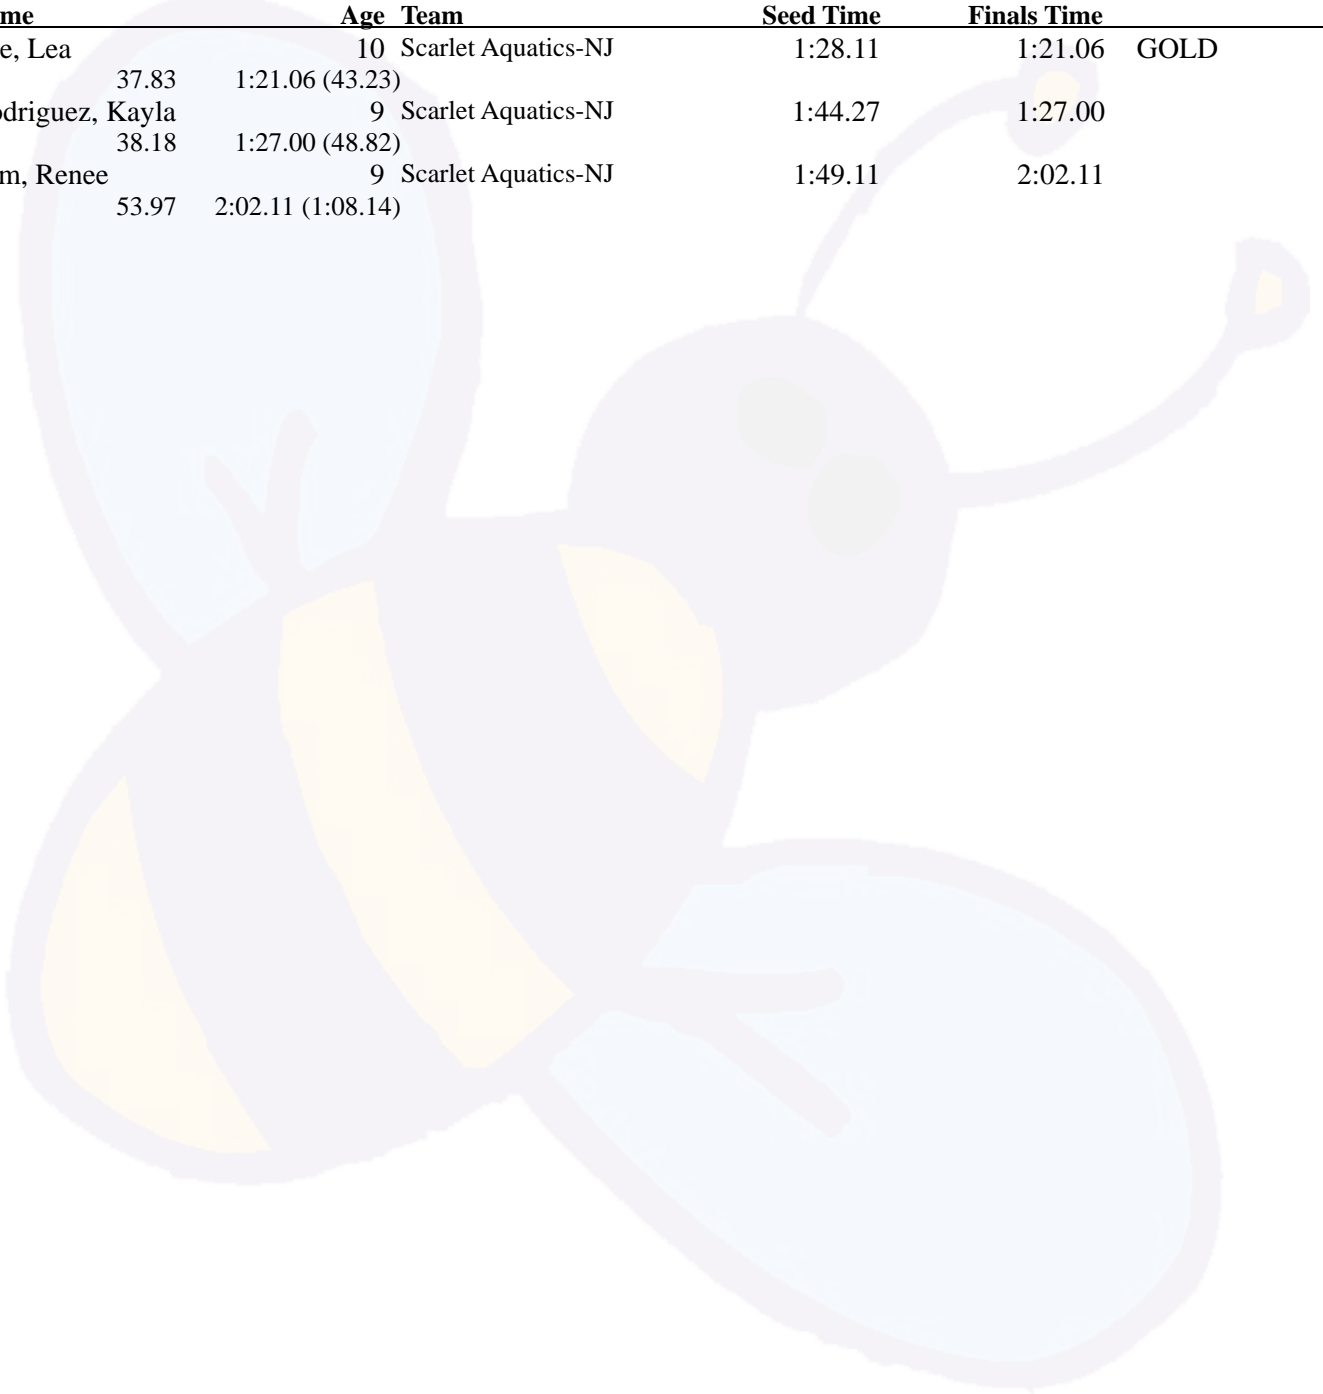 me Age Team Seed Time Finals Time
e, Lea 10 Scarlet Aquatics-NJ 1:28.11 1:21.06 GOLD
37.83 1:21.06 (43.23)
odriguez, Kayla 9 Scarlet Aquatics-NJ 1:44.27 1:27.00
38.18 1:27.00 (48.82)
m, Renee 9 Scarlet Aquatics-NJ 1:49.11 2:02.11
53.97 2:02.11 (1:08.14)